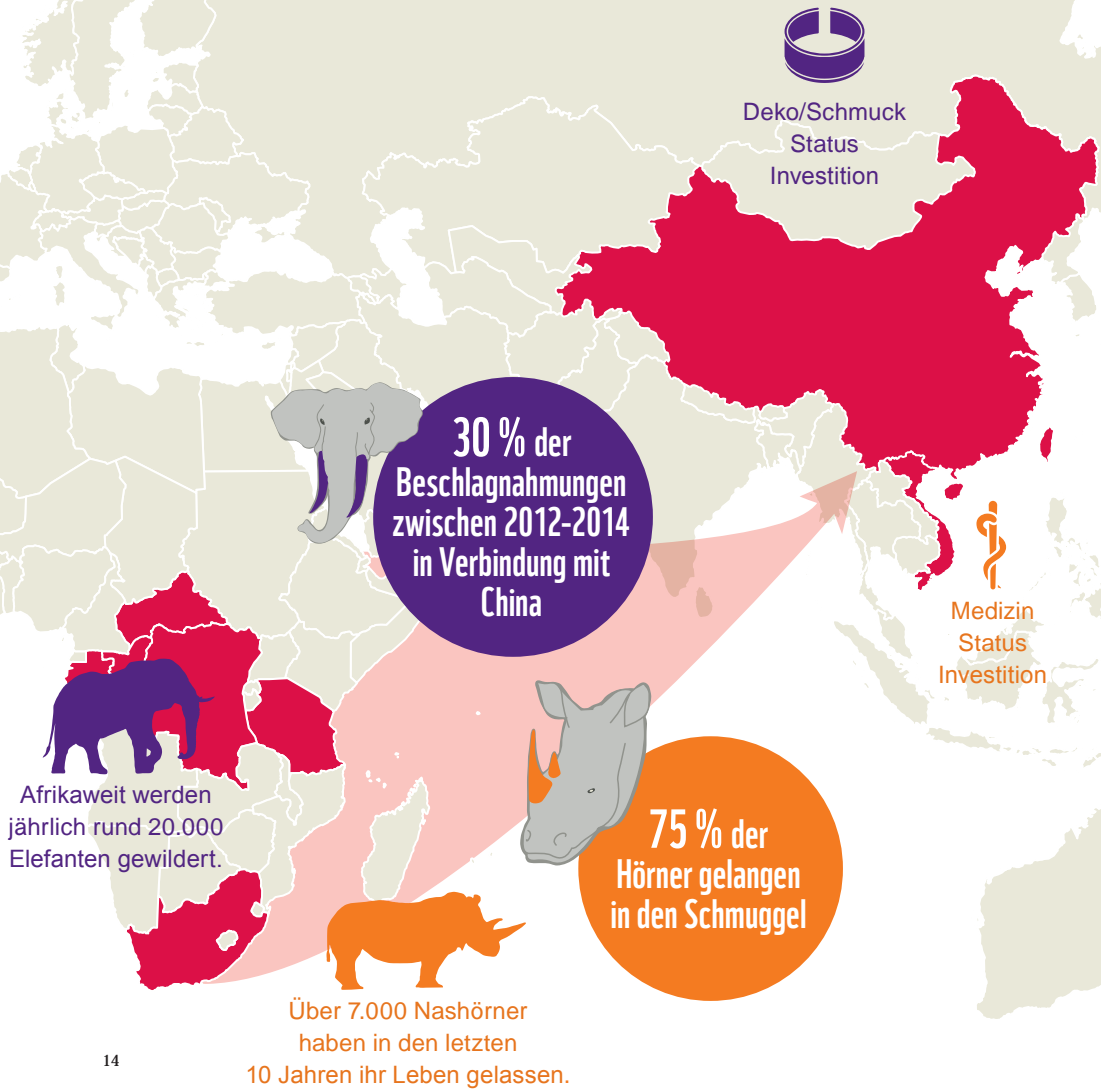 Deko/Schmuck
Status
Investition
30 % der
Beschlagnahmungen
zwischen 2012-2014
in Verbindung mit
China
Medizin
Status
Investition
Afrikaweit werden
jährlich rund 20.000
Elefanten gewildert.
75 % der
Hörner gelangen
in den Schmuggel
Über 7.000 Nashörner
haben in den letzten
10 Jahren ihr Leben gelassen.
14